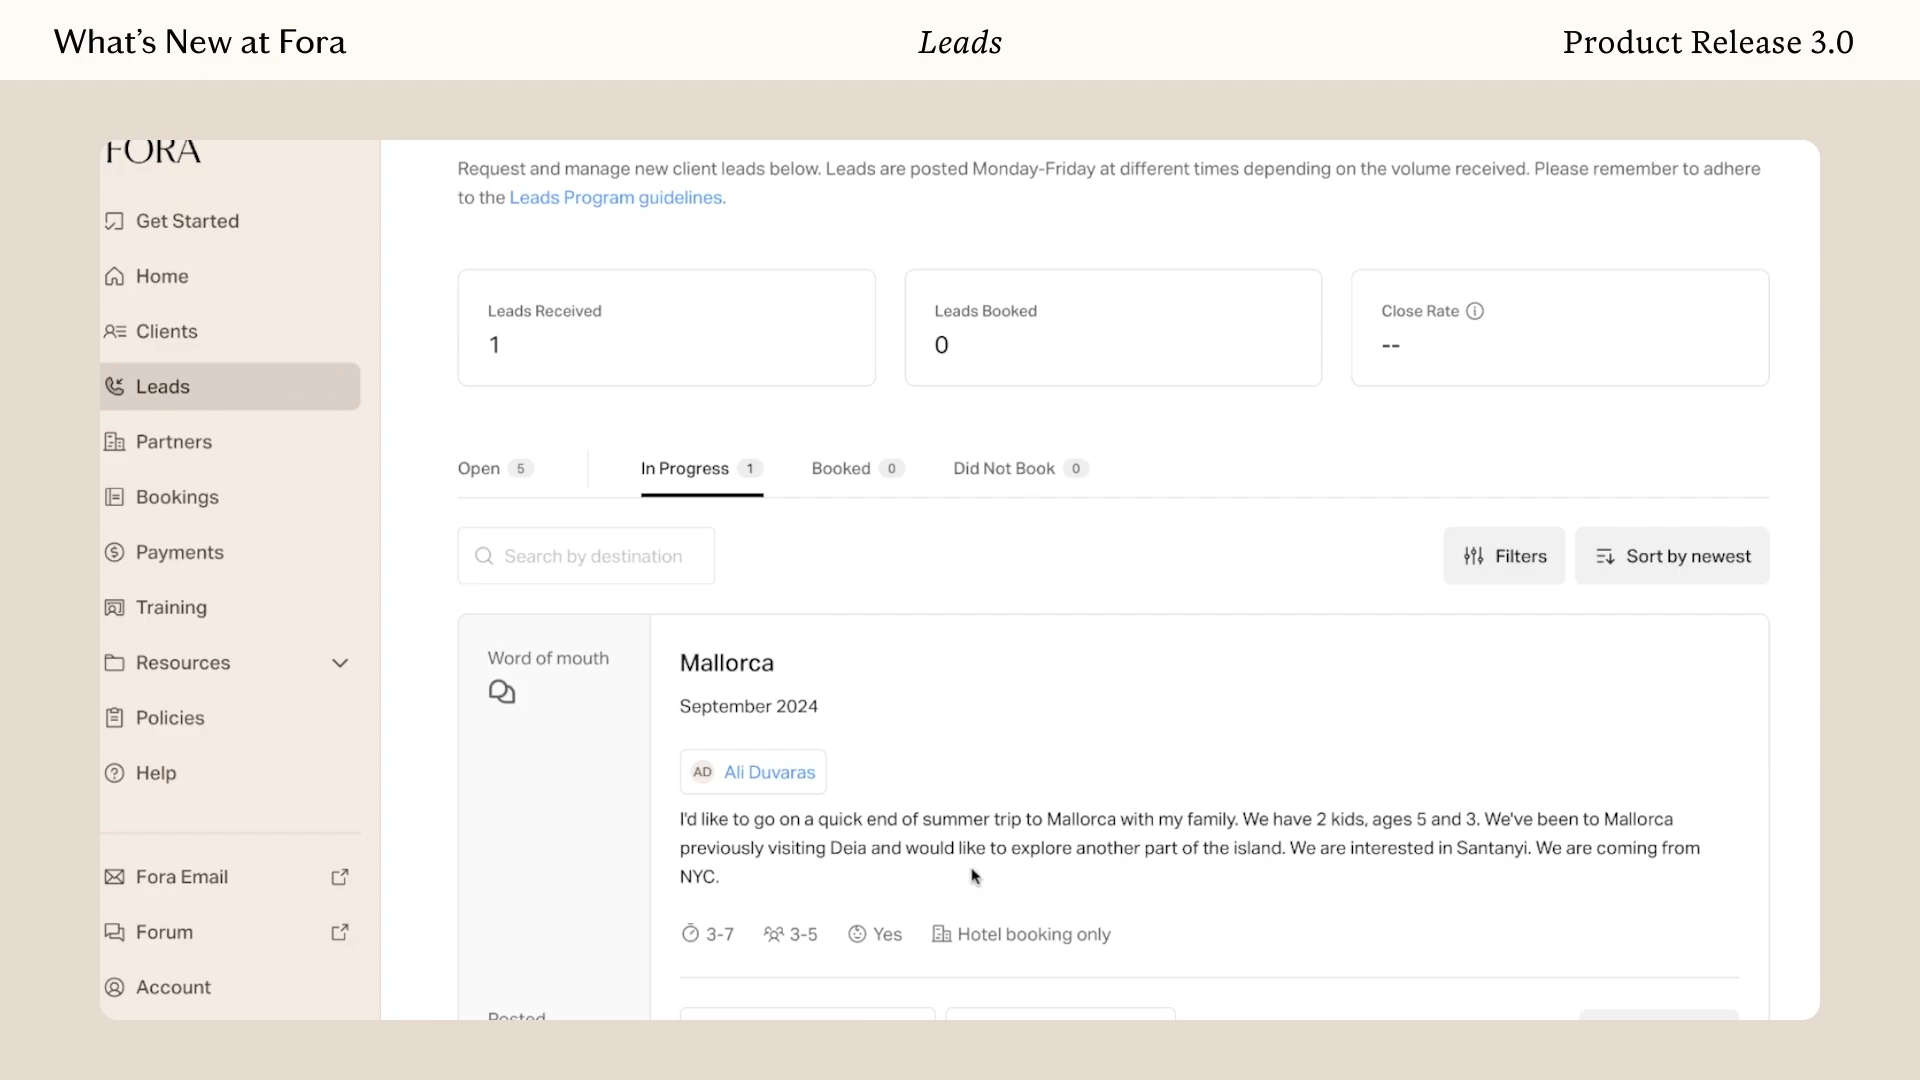 What's New at Fora
Leads
Product Release 3.0
FORA
Get Started
Home
Clients
Leads
Partners
Bookings
Payments
Training
Resources
Policies
Help
Fora Email
Forum
Account
Request and manage new client leads below. Leads are posted Monday-Friday at different times depending on the volume received. Please remember to adhere
to the Leads Program guidelines.
Leads Received
1
Leads Booked
0
Close Rate
--
Open 5
In Progress 1
Booked 0
Did Not Book 0
Search by destination
Filters
Sort by newest
Word of mouth
Mallorca
September 2024
AD Ali Duvaras
I'd like to go on a quick end of summer trip to Mallorca with my family. We have 2 kids, ages 5 and 3. We've been to Mallorca
previously visiting Deia and would like to explore another part of the island. We are interested in Santanyi. We are coming from
NYC.
3-7 3-5 Yes Hotel booking only
Posted